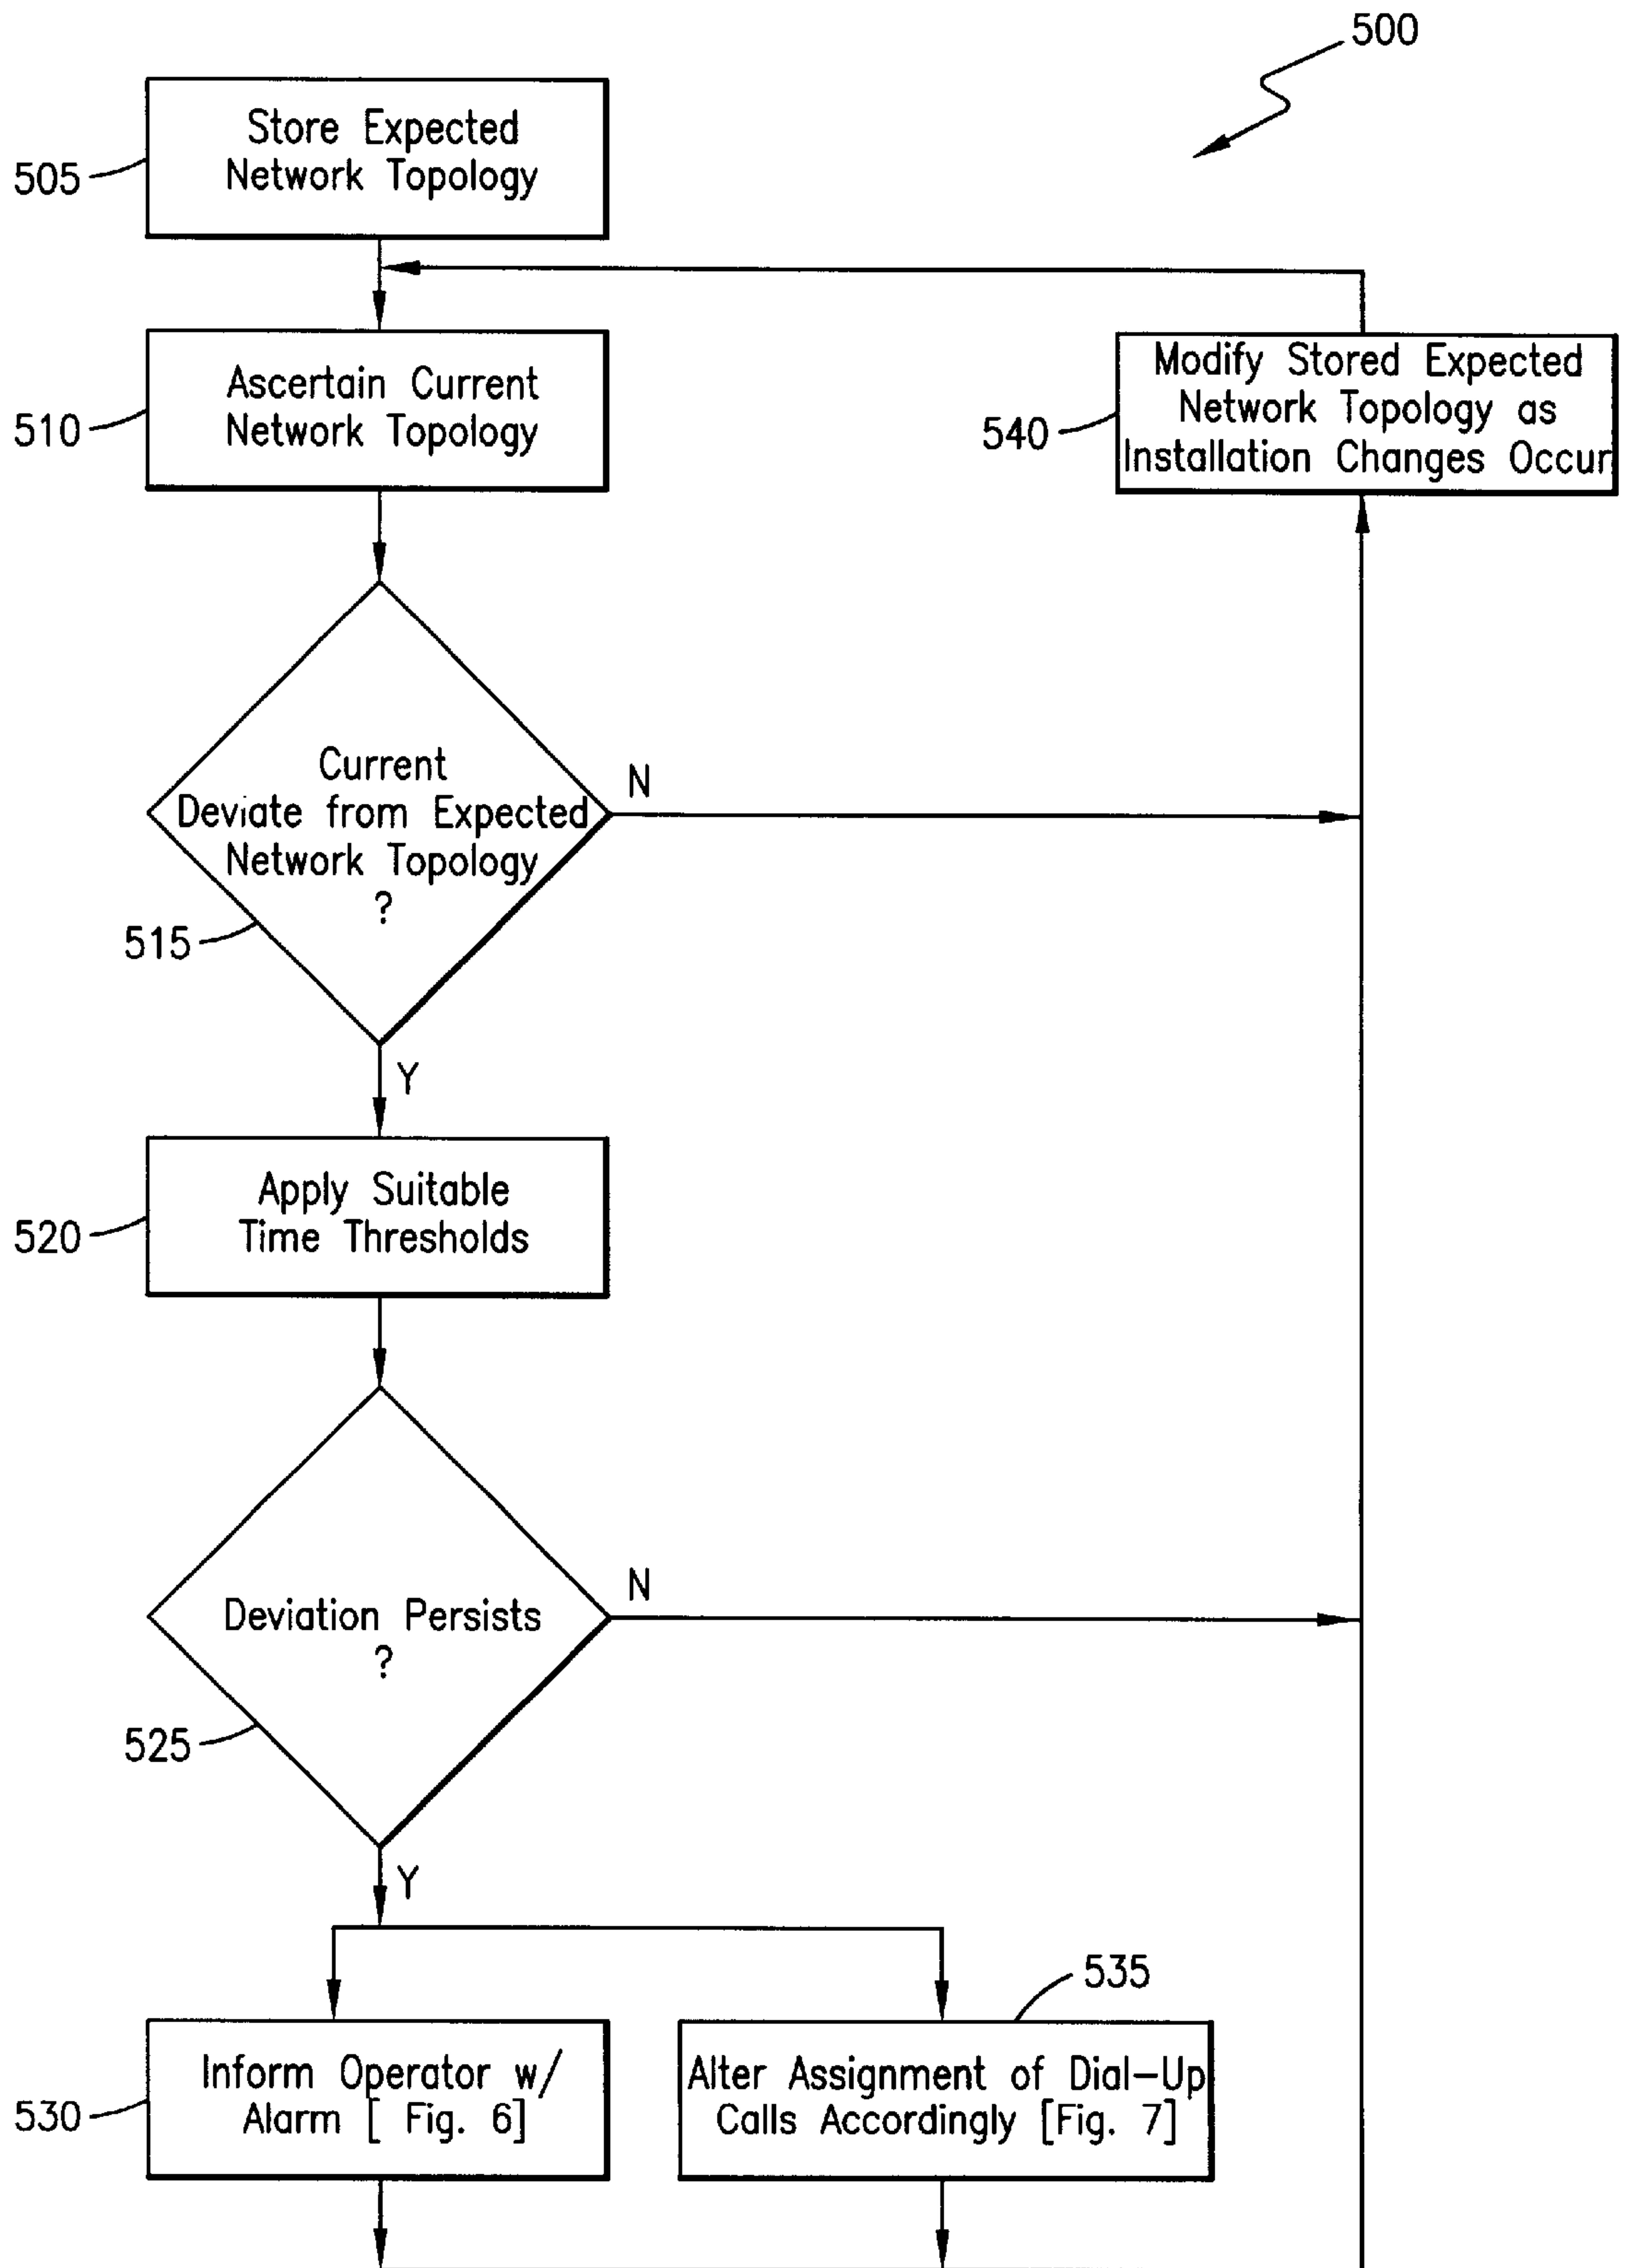 500
Store Expected
Network Topology
505
Ascertain Current
Network Topology
510
Modify Stored Expected
Network Topology as
Installation Changes Occur
540
Current
Deviate from Expected
Network Topology
?
N
515
Y
Apply Suitable
Time Thresholds
520
Deviation Persists
?
N
525
Y
535
Inform Operator w/
Alarm [ Fig. 6]
530
Alter Assignment of Dial-Up
Calls Accordingly [Fig. 7]